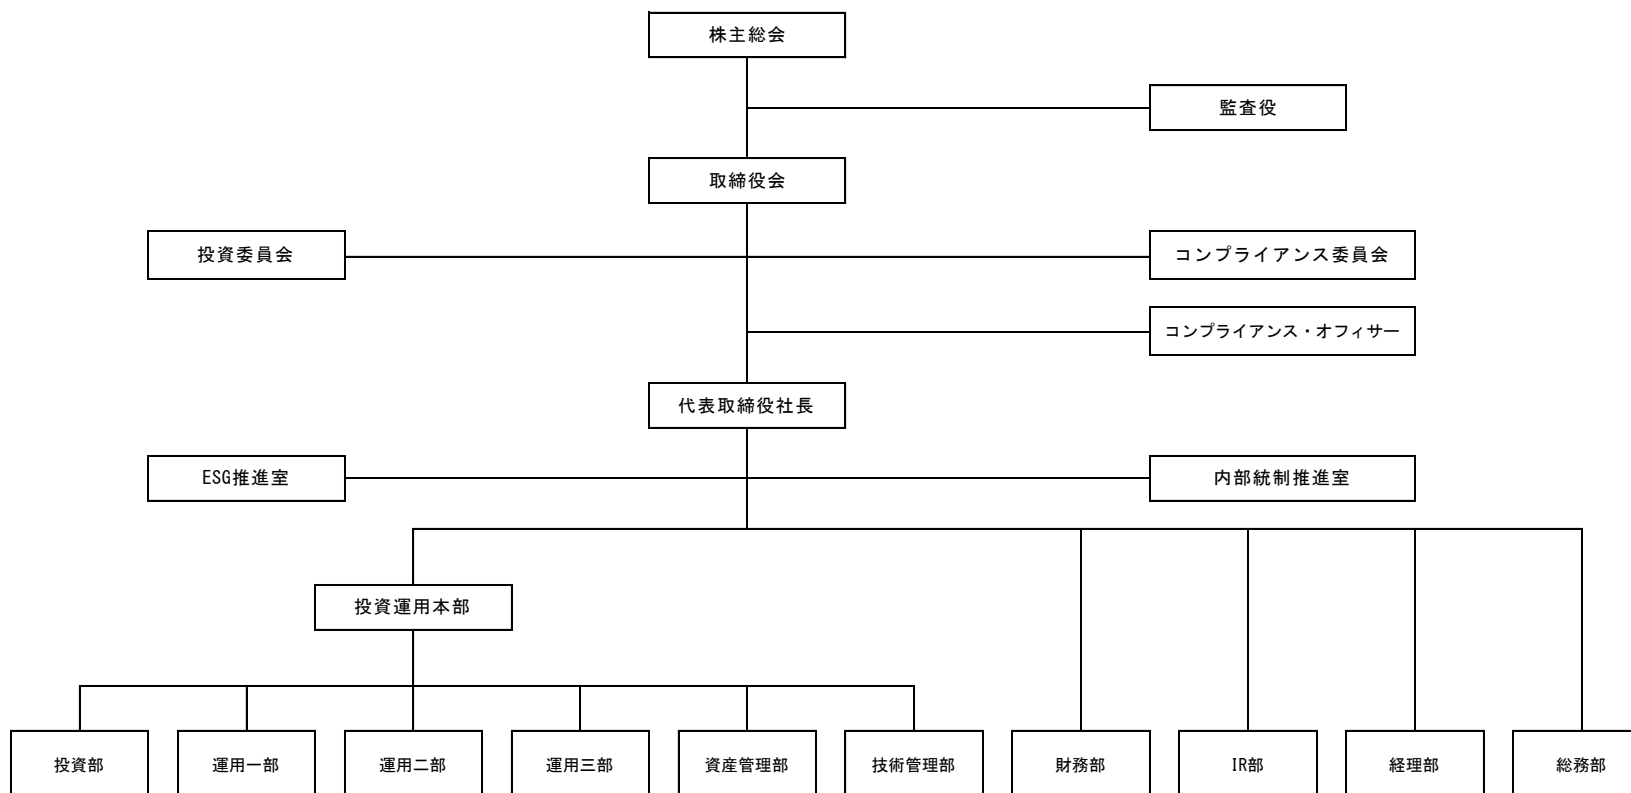 株主総会
監査役
取締役会
投資委員会
コンプライアンス委員会
コンプライアンス・オフィサー
代表取締役社長
ESG推進室
内部統制推進室
投資運用本部
投資部
運用一部
運用二部
運用三部
資産管理部
技術管理部
財務部
IR部
経理部
総務部